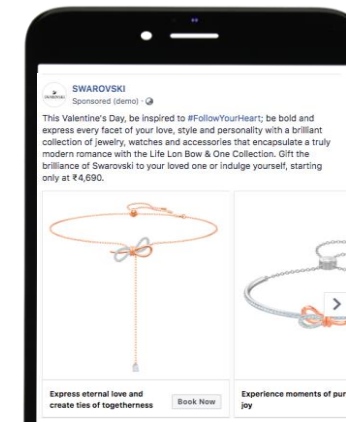 SWAROVSKI
Sponsored (demo) ·
This Valentine's Day, be inspired to #FollowYourHeart; be bold and
express every facet of your love, style and personality with a brilliant
collection of jewelry, watches and accessories that encapsulate a truly
modern romance with the Life Lon Bow & One Collection. Gift the
brilliance of Swarovski to your loved one or indulge yourself, starting
only at ₹4,690.
Express eternal love and
create ties of togetherness
Book Now
Experience moments of pur
joy